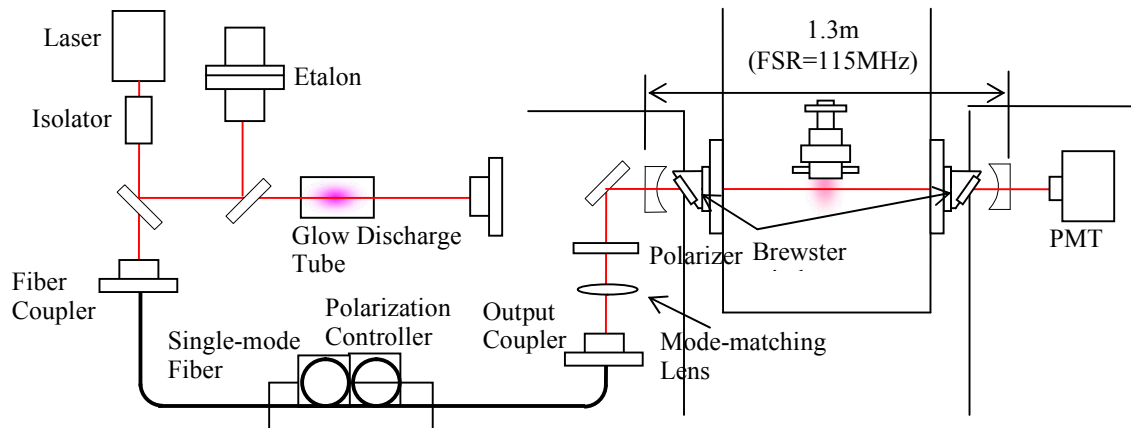 Laser
Isolator
Etalon
Glow Discharge
Tube
Fiber
Coupler
Single-mode
Fiber
Polarization
Controller
Output
Coupler
Mode-matching
Lens
Polarizer
Brewster
1.3m
(FSR=115MHz)
PMT